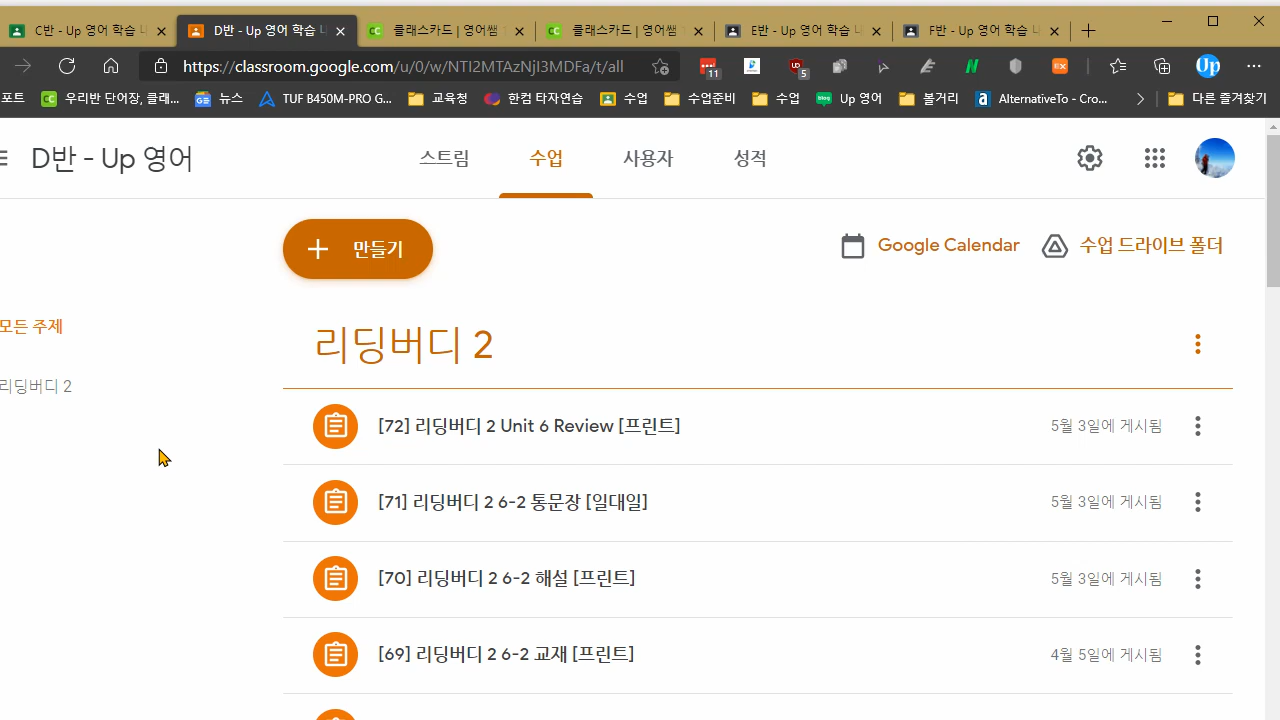 C반 - Up 영어 학습 D반 - Up 영어 학습 클래스카드 | 영어쌤 클래스카드 | 영어쌤 E반 - Up 영어 학습 F반 - Up 영어 학습
https://classroom.google.com/u/0/w/NTI2MTAzNjI3MDFa/t/all 11 5 Up
포트 우리반 단어장, 클래... 뉴스 TUF B450M-PRO G... 교육청 한컴 타자연습 수업 수업준비 수업 Up 영어 볼거리 AlternativeTo - Cro... 다른 즐겨찾기
D반 - Up 영어 스트림 수업 사용자 성적
만들기 Google Calendar 수업 드라이브 폴더
모든 주제
리딩버디 2
리딩버디 2
[72] 리딩버디 2 Unit 6 Review [프린트] 5월 3일에 게시됨
[71] 리딩버디 2 6-2 통문장 [일대일] 5월 3일에 게시됨
[70] 리딩버디 2 6-2 해설 [프린트] 5월 3일에 게시됨
[69] 리딩버디 2 6-2 교재 [프린트] 4월 5일에 게시됨